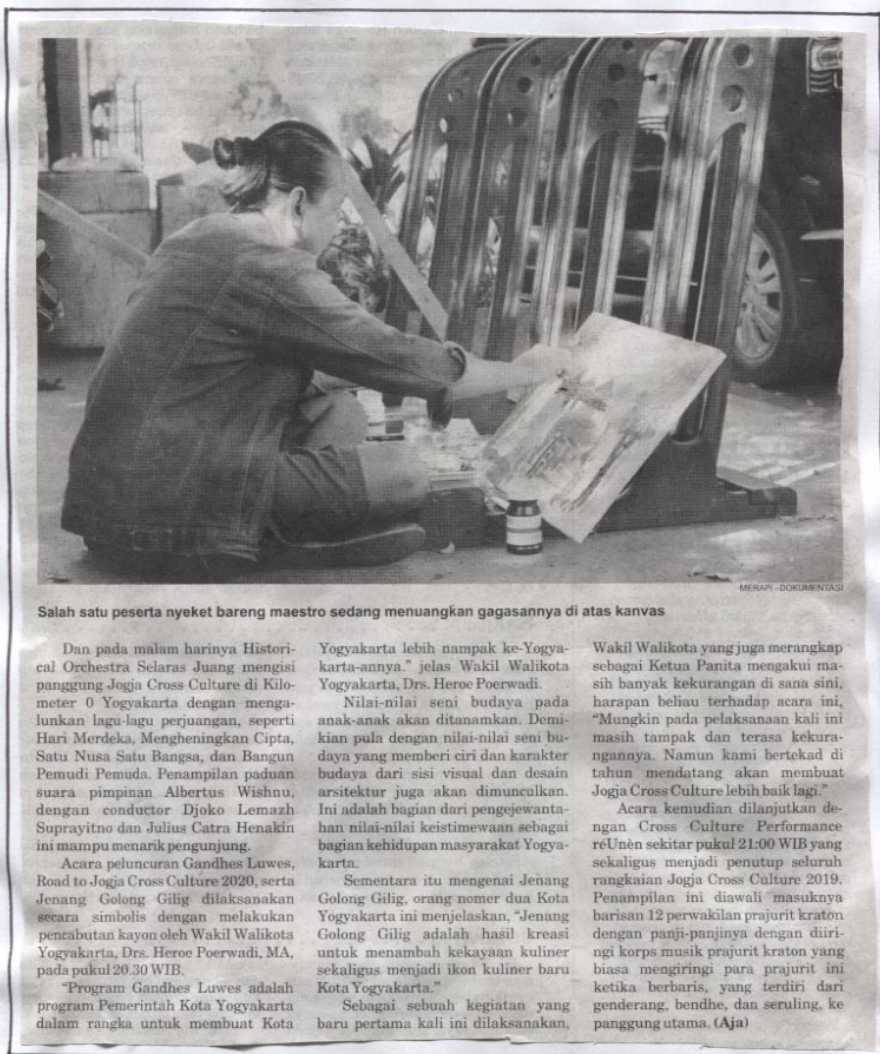 MERAPI - DOKUMENTASI
Salah satu peserta nyeket bareng maestro sedang menuangkan gagasannya di atas kanvas
Dan pada malam harinya Histori-
cal Orchestra Selaras Juang mengisi
panggung Jogja Cross Culture di Kilo-
meter 0 Yogyakarta dengan menga-
lunkan lagu-lagu perjuangan, seperti
Hari Merdeka, Mengheningkan Cipta,
Satu Nusa Satu Bangsa, dan Bangun
Pemudi Pemuda. Penampilan paduan
suara pimpinan Albertus Wishnu,
dengan conductor Djoko Lemazh
Suprayitno dan Julius Catra Henakin
ini mampu menarik pengunjung.
Acara peluncuran Gandhes Luwes,
Road to Jogja Cross Culture 2020, serta
Jenang Golong Gilig dilaksanakan
secara simbolis dengan melakukan
pencabutan kayon oleh Wakil Walikota
Yogyakarta, Drs. Heroe Poerwadi, MA,
pada pukul 20.30 WIB.
"Program Gandhes Luwes adalah
program Pemerintah Kota Yogyakarta
dalam rangka untuk membuat Kota
Yogyakarta lebih nampak ke-Yogya-
karta-annya." jelas Wakil Walikota
Yogyakarta, Drs. Heroe Poerwadi.
Nilai-nilai seni budaya pada
anak-anak akan ditanamkan. Demi-
kian pula dengan nilai-nilai seni bu-
daya yang memberi ciri dan karakter
budaya dari sisi visual dan desain
arsitektur juga akan dimunculkan.
Ini adalah bagian dari pengejewanta-
han nilai-nilai keistimewaan sebagai
bagian kehidupan masyarakat Yogya-
karta.
Sementara itu mengenai Jenang
Golong Gilig, orang nomer dua Kota
Yogyakarta ini menjelaskan, "Jenang
Golong Gilig adalah hasil kreasi
untuk menambah kekayaan kuliner
sekaligus menjadi ikon kuliner baru
Kota Yogyakarta."
Sebagai sebuah kegiatan yang
baru pertama kali ini dilaksanakan,
Wakil Walikota yang juga merangkap
sebagai Ketua Panita mengakui ma-
sih banyak kekurangan di sana sini,
harapan beliau terhadap acara ini,
"Mungkin pada pelaksanaan kali ini
masih tampak dan terasa kekura-
ngannya. Namun kami bertekad di
tahun mendatang akan membuat
Jogja Cross Culture lebih baik lagi."
Acara kemudian dilanjutkan de-
ngan Cross Culture Performance
réUnèn sekitar pukul 21:00 WIB yang
sekaligus menjadi penutup seluruh
rangkaian Jogja Cross Culture 2019.
Penampilan ini diawali masuknya
barisan 12 perwakilan prajurit kraton
dengan panji-panjinya dengan diiri-
ngi korps musik prajurit kraton yang
biasa mengiringi para prajurit ini
ketika berbaris, yang terdiri dari
genderang, bendhe, dan seruling, ke
panggung utama. (Aja)